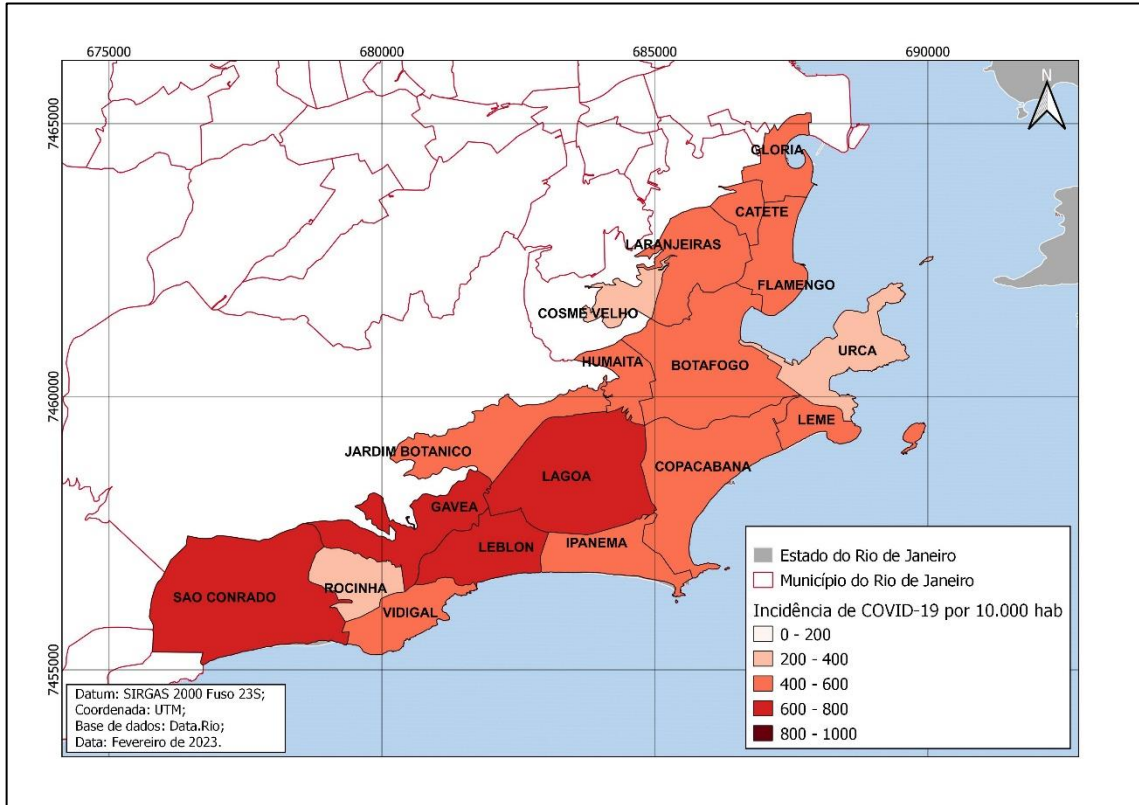 675000
680000
685000
690000
N
7465000
GLORIA
CATETE
LARANJEIRAS
FLAMENGO
COSME VELHO
URCA
HUMAITA
BOTAFOGO
7460000
LEME
JARDIM BOTANICO
COPACABANA
LAGOA
GAVEA
IPANEMA
LEBLON
ROCINHA
SAO CONRADO
VIDIGAL
7455000
Estado do Rio de Janeiro
Município do Rio de Janeiro
Incidência de COVID-19 por 10.000 hab
0 - 200
200 - 400
400 - 600
600 - 800
800 - 1000
Datum: SIRGAS 2000 Fuso 23S;
Coordenada: UTM;
Base de dados: Data.Rio;
Data: Fevereiro de 2023.